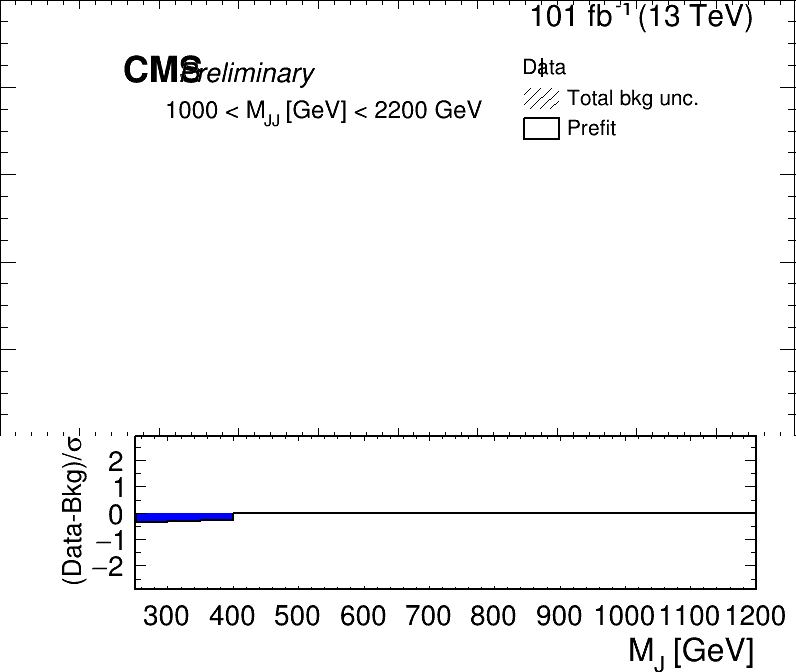 101 fb⁻¹ (13 TeV)
CMS Preliminary
1000 < M_JJ [GeV] < 2200 GeV
Data
Total bkg unc.
Prefit
(Data-Bkg)/σ
2
1
0
−1
−2
300 400 500 600 700 800 900 1000 1100 1200
M_J [GeV]